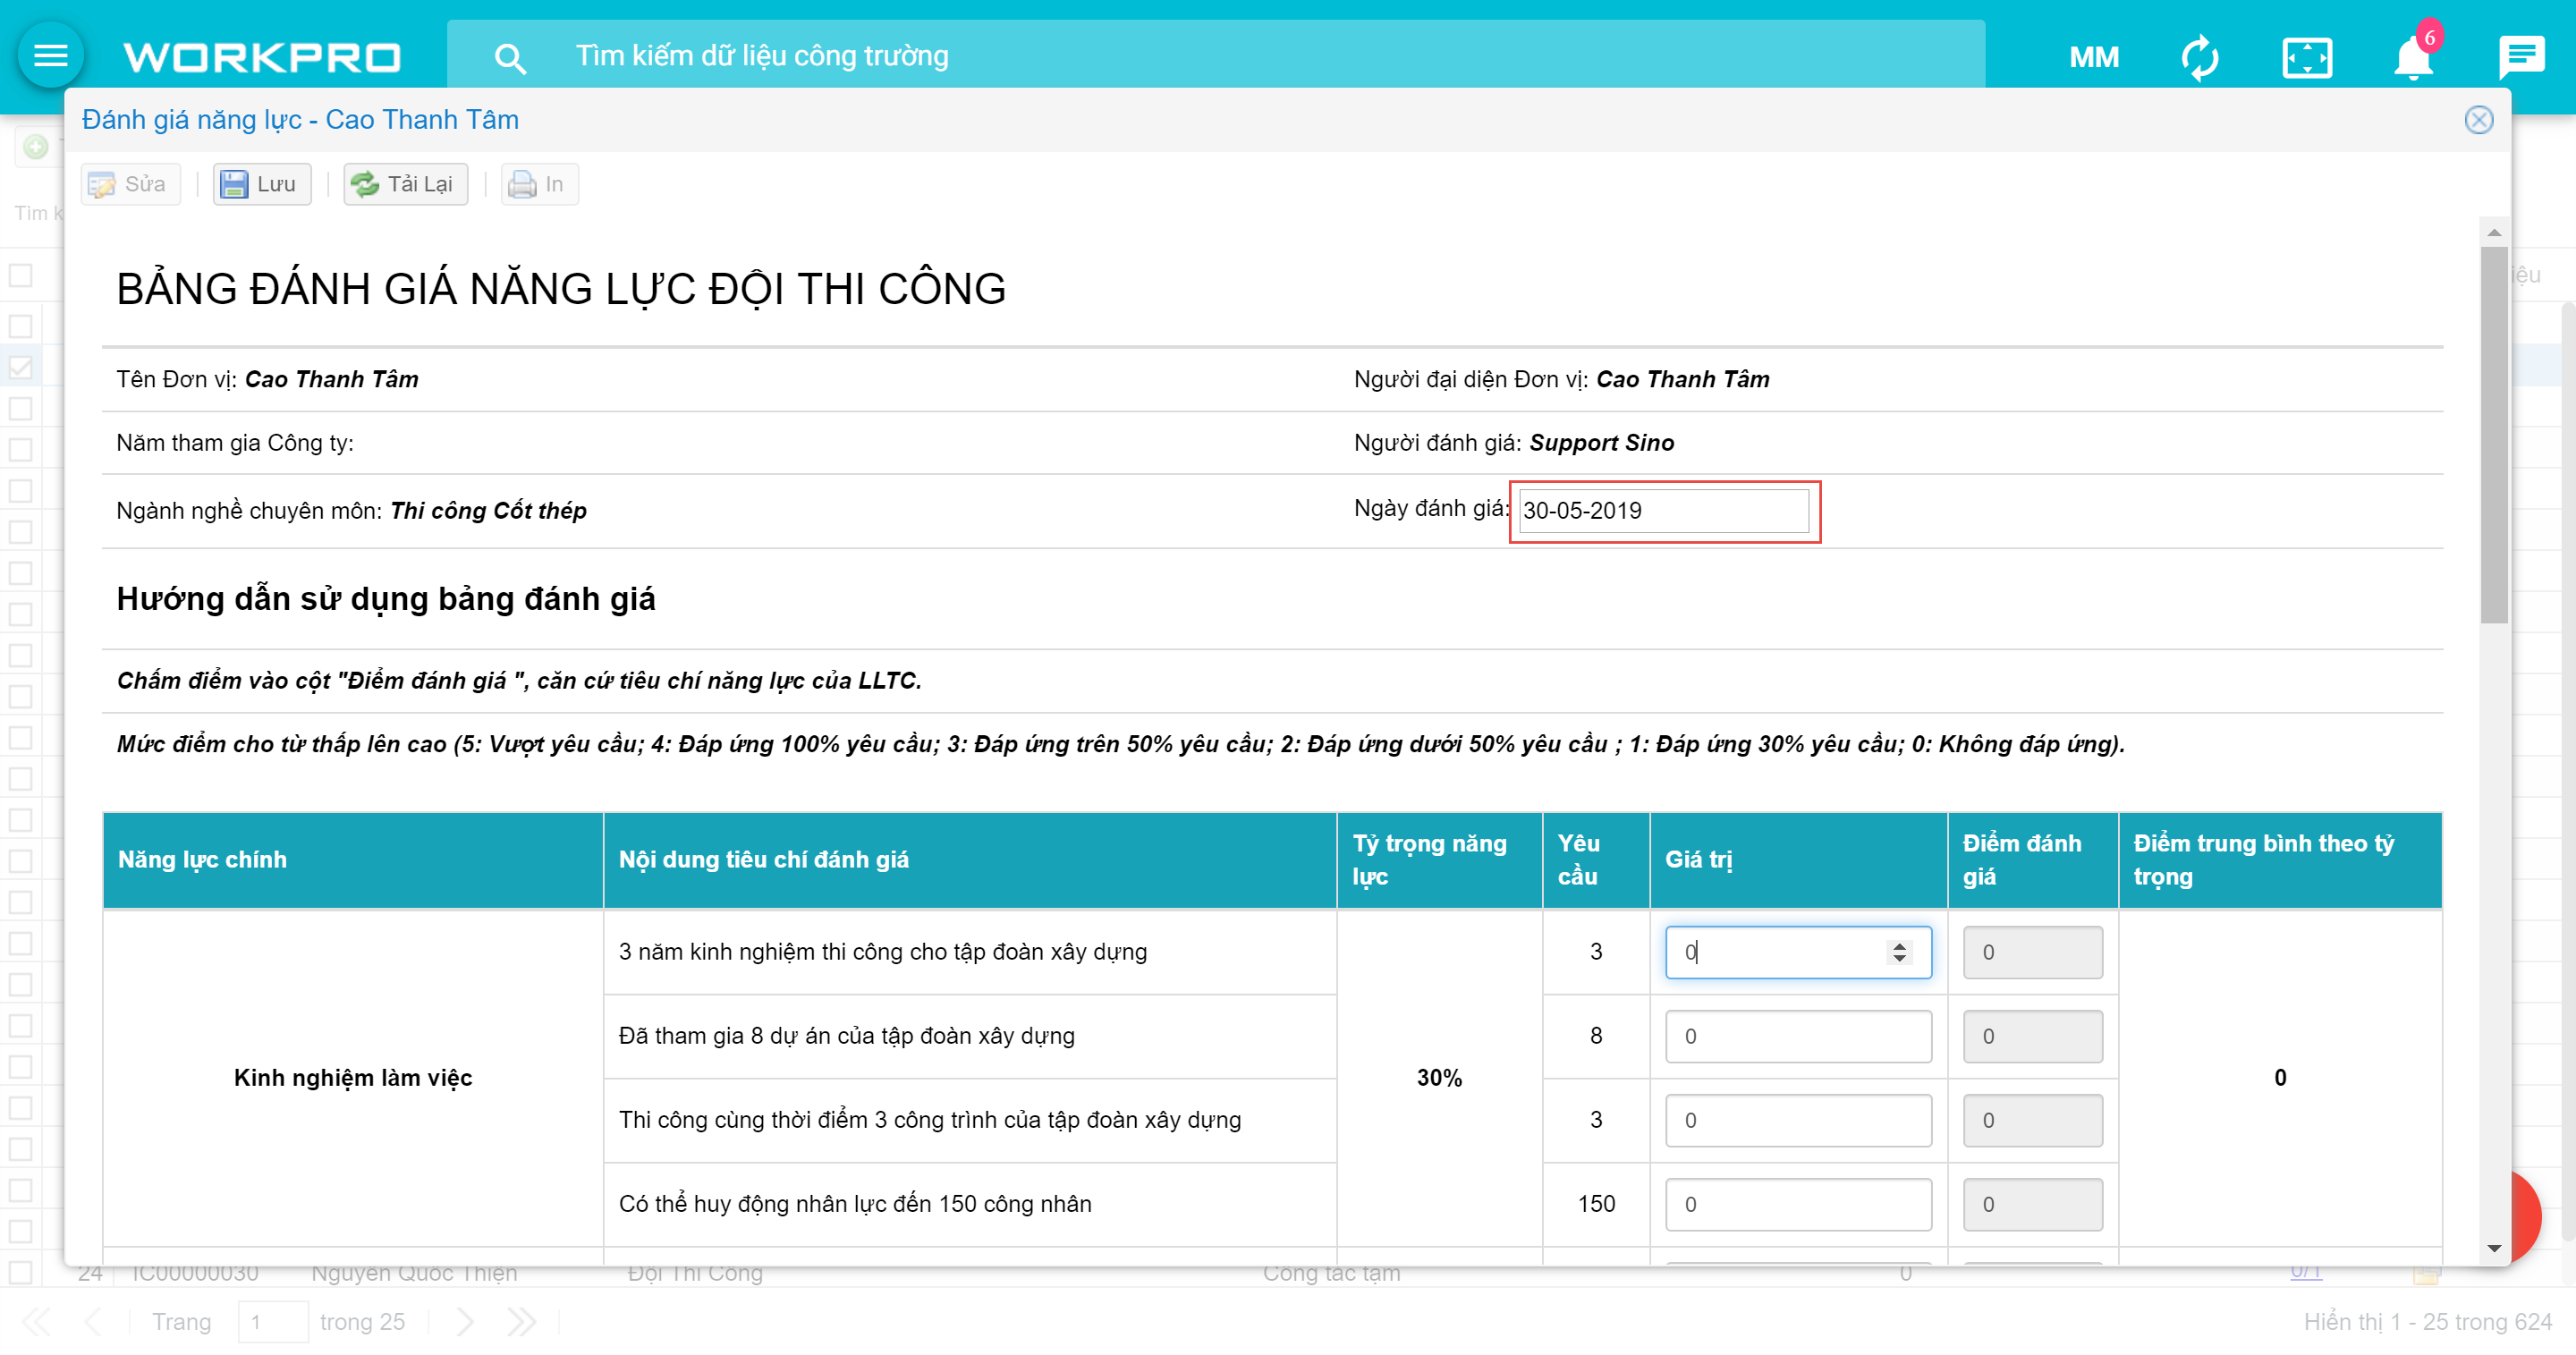 WORKPRO
Tìm kiếm dữ liệu công trường
MM
6
Đánh giá năng lực - Cao Thanh Tâm
Sửa
Lưu
Tải Lại
In
Tìm k
BẢNG ĐÁNH GIÁ NĂNG LỰC ĐỘI THI CÔNG
Tên Đơn vị: Cao Thanh Tâm
Người đại diện Đơn vị: Cao Thanh Tâm
Năm tham gia Công ty:
Người đánh giá: Support Sino
Ngành nghề chuyên môn: Thi công Cốt thép
Ngày đánh giá: 30-05-2019
Hướng dẫn sử dụng bảng đánh giá
Chấm điểm vào cột "Điểm đánh giá ", căn cứ tiêu chí năng lực của LLTC.
Mức điểm cho từ thấp lên cao (5: Vượt yêu cầu; 4: Đáp ứng 100% yêu cầu; 3: Đáp ứng trên 50% yêu cầu; 2: Đáp ứng dưới 50% yêu cầu ; 1: Đáp ứng 30% yêu cầu; 0: Không đáp ứng).
Năng lực chính
Nội dung tiêu chí đánh giá
Tỷ trọng năng
lực
Yêu
cầu
Giá trị
Điểm đánh
giá
Điểm trung bình theo tỷ
trọng
Kinh nghiệm làm việc
3 năm kinh nghiệm thi công cho tập đoàn xây dựng
30%
3
0
0
0
Đã tham gia 8 dự án của tập đoàn xây dựng
8
0
0
Thi công cùng thời điểm 3 công trình của tập đoàn xây dựng
3
0
0
Có thể huy động nhân lực đến 150 công nhân
150
0
0
24
IC00000030
Nguyễn Quốc Thiện
Đội Thi Công
Công tác tạm
0
0/1
Trang
1
trong 25
Hiển thị 1 - 25 trong 624